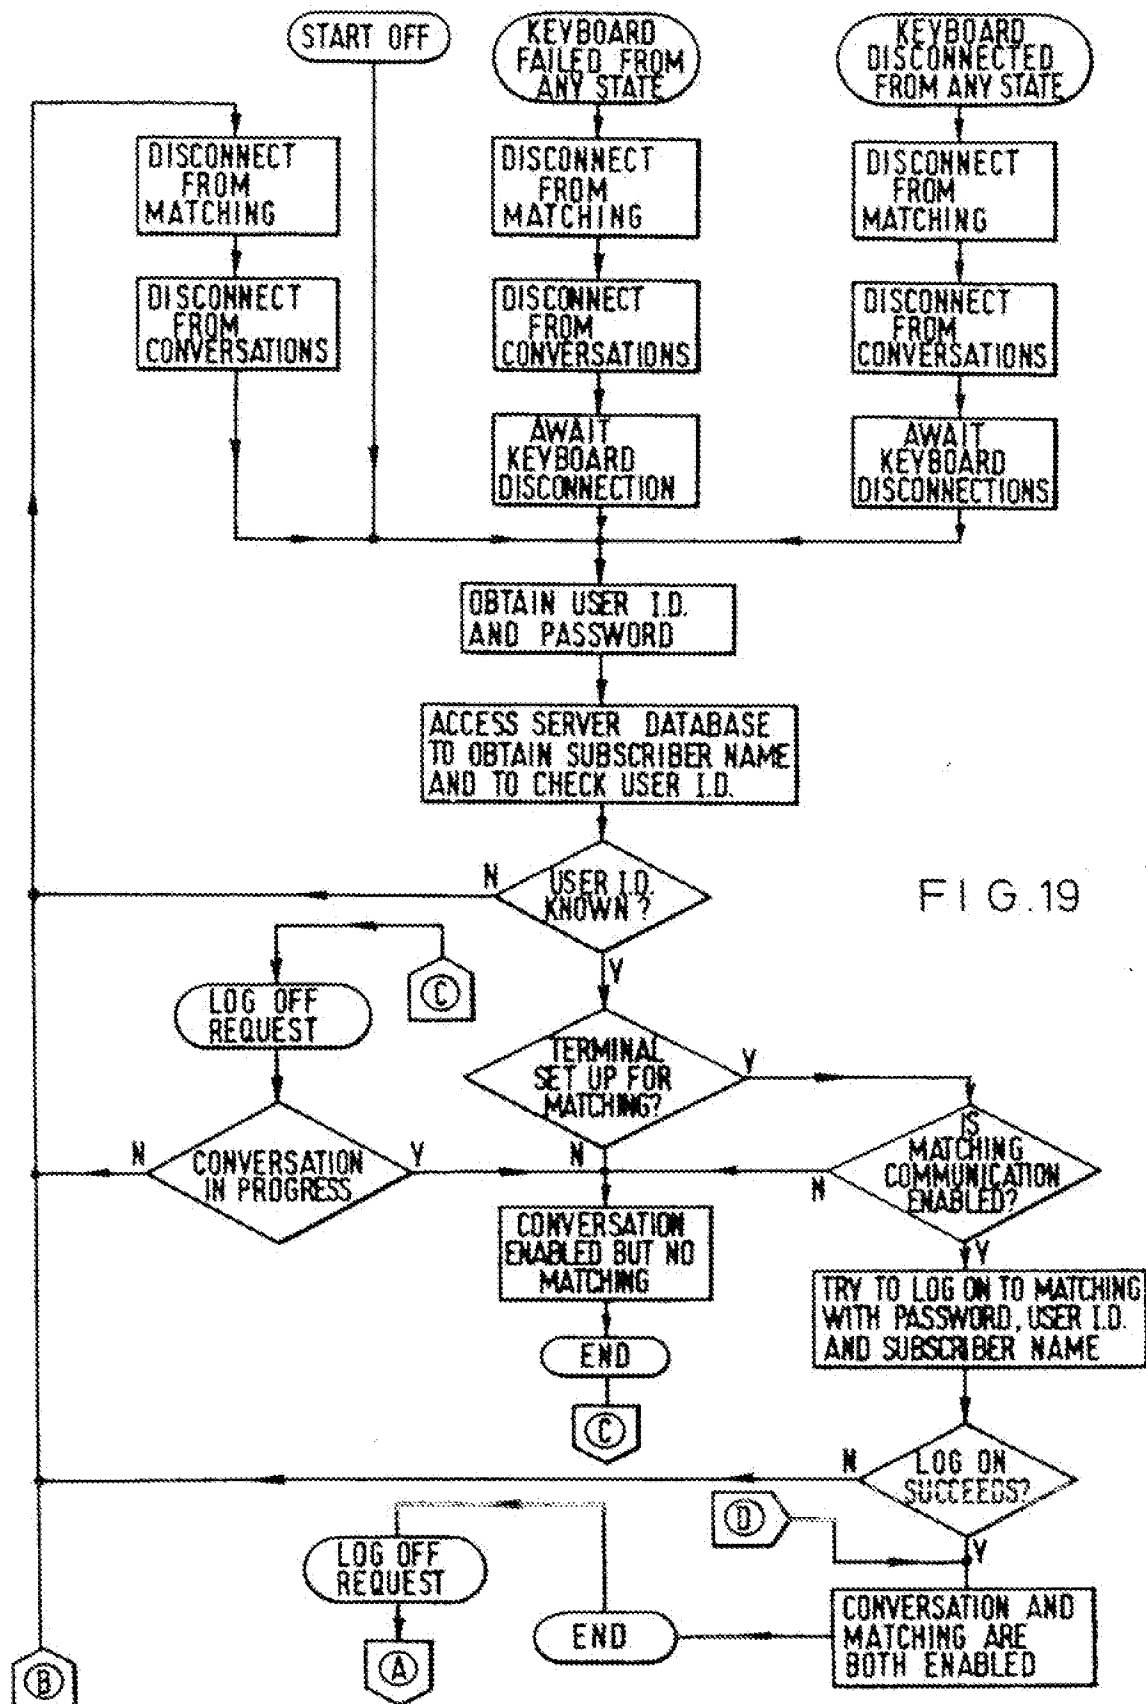 START OFF
KEYBOARD
FAILED FROM
ANY STATE
KEYBOARD
DISCONNECTED
FROM ANY STATE
DISCONNECT
FROM
MATCHING
DISCONNECT
FROM
MATCHING
DISCONNECT
FROM
MATCHING
DISCONNECT
FROM
CONVERSATIONS
DISCONNECT
FROM
CONVERSATIONS
DISCONNECT
FROM
CONVERSATIONS
AWAIT
KEYBOARD
DISCONNECTION
AWAIT
KEYBOARD
DISCONNECTIONS
OBTAIN USER I.D.
AND PASSWORD
ACCESS SERVER DATABASE
TO OBTAIN SUBSCRIBER NAME
AND TO CHECK USER I.D.
N
USER I.D.
KNOWN?
Y
FIG.19
C
LOG OFF
REQUEST
TERMINAL
SET UP FOR
MATCHING?
Y
N
N
CONVERSATION
IN PROGRESS
Y
IS
MATCHING
COMMUNICATION
ENABLED?
N
Y
CONVERSATION
ENABLED BUT NO
MATCHING
TRY TO LOG ON TO MATCHING
WITH PASSWORD, USER I.D.
AND SUBSCRIBER NAME
END
C
N
LOG ON
SUCCEEDS?
Y
D
LOG OFF
REQUEST
CONVERSATION AND
MATCHING ARE
BOTH ENABLED
END
A
B